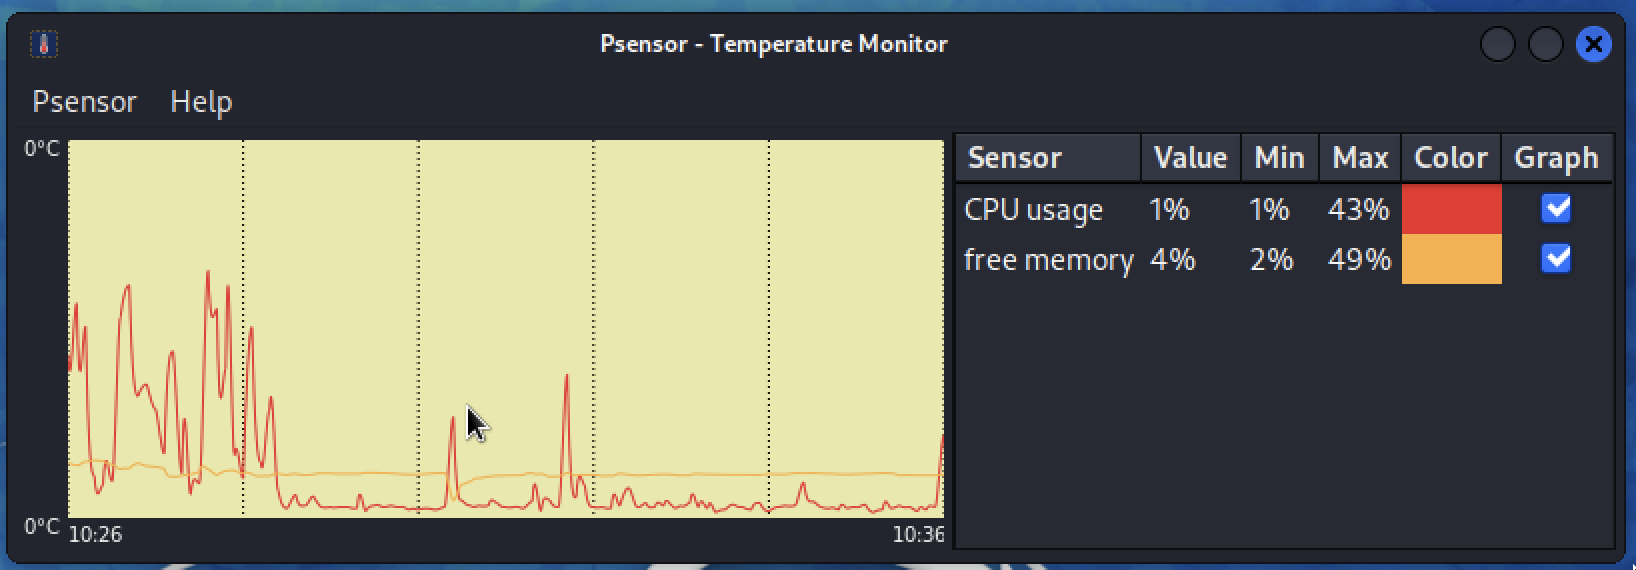 Psensor - Temperature Monitor
Psensor Help
0°C
0°C
10:26 10:36
Sensor Value Min Max Color Graph
CPU usage 1% 1% 43%
free memory 4% 2% 49%